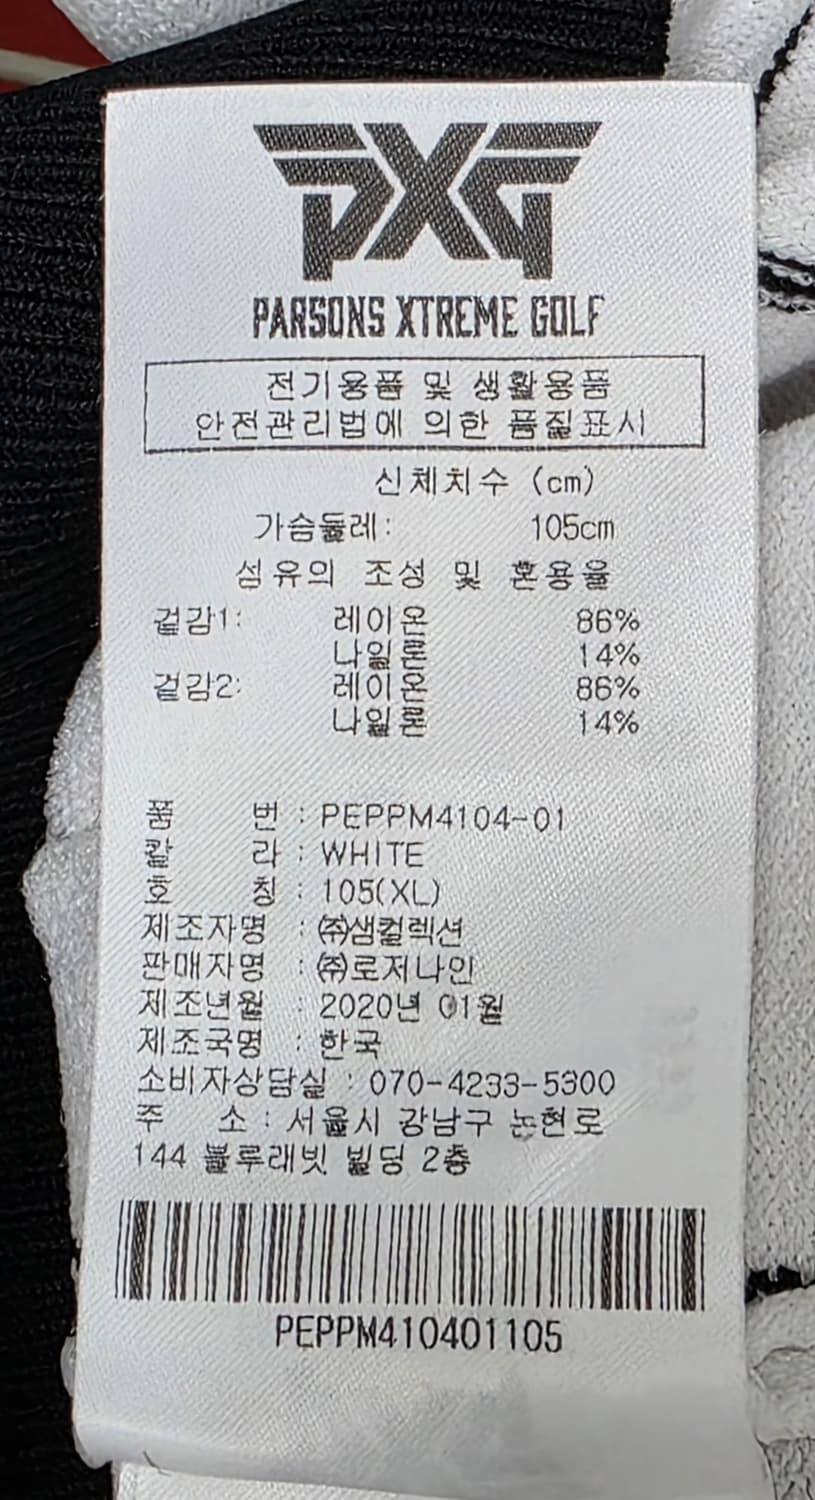 PXG
PARSONS XTREME GOLF
전기용품 및 생활용품
안전관리법에 의한 품질표시
신체치수 (cm)
가슴둘레: 105cm
섬유의 조성 및 혼용율
겉감1: 레이온 86%
나일론 14%
겉감2: 레이온 86%
나일론 14%
품 번 : PEPPM4104-01
칼 라 : WHITE
호 칭 : 105(XL)
제조자명 : ㈜샘컬렉션
판매자명 : ㈜로저나인
제조년월 : 2020년 01월
제조국명 : 한국
소비자상담실 : 070-4233-5300
주 소 : 서울시 강남구 논현로
144 블루래빗 빌딩 2층
PEPPM410401105